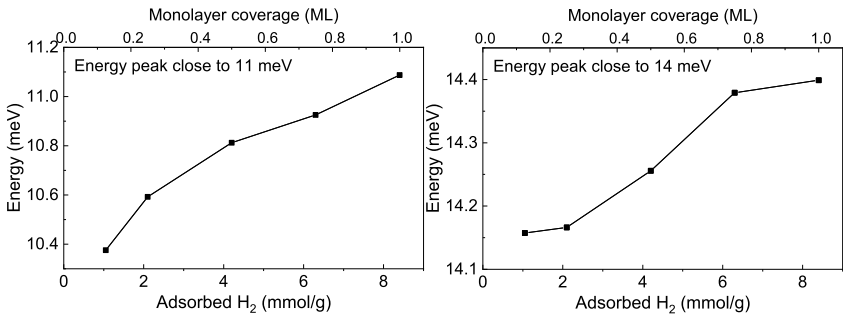 Monolayer coverage (ML)
0.0 0.2 0.4 0.6 0.8 1.0
Energy peak close to 11 meV
Energy (meV)
11.2
11.0
10.8
10.6
10.4
0 2 4 6 8
Adsorbed H₂ (mmol/g)
Monolayer coverage (ML)
0.0 0.2 0.4 0.6 0.8 1.0
Energy peak close to 14 meV
Energy (meV)
14.4
14.3
14.2
14.1
0 2 4 6 8
Adsorbed H₂ (mmol/g)